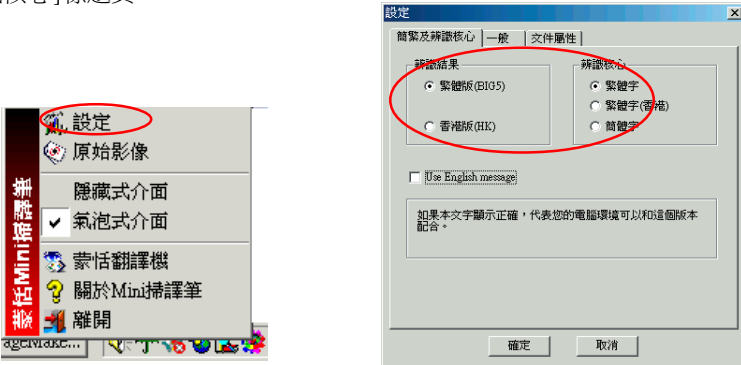 設定
原始影像
隱藏式介面
氣泡式介面
蒙恬翻譯機
關於Mini掃譯筆
離開
蒙恬Mini掃譯筆
ageMake...
設定
簡繁及辨識核心 一般 文件屬性
辨識結果 辨識核心
繁體版(BIG5) 繁體字
繁體字(香港)
香港版(HK) 簡體字
Use English message
如果本文字顯示正確，代表您的電腦環境可以和這個版本
配合。
確定 取消